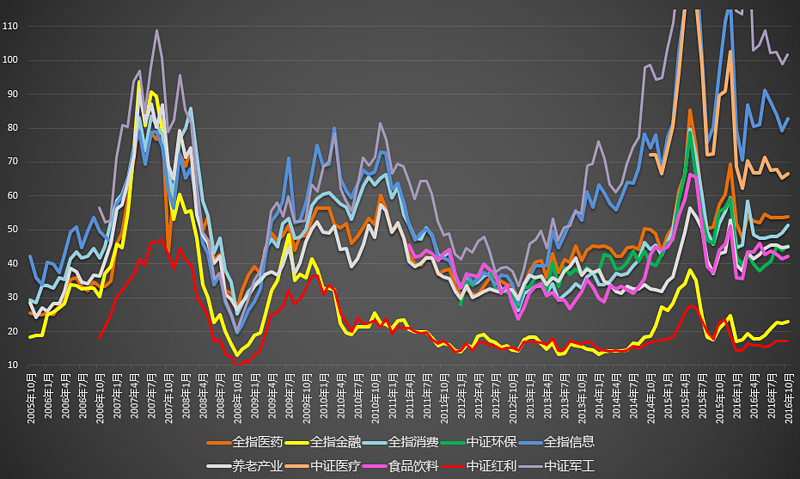 110
100
90
80
70
60
50
40
30
20
10
2005年10月
2006年1月
2006年4月
2006年7月
2006年10月
2007年1月
2007年4月
2007年7月
2007年10月
2008年1月
2008年4月
2008年7月
2008年10月
2009年1月
2009年4月
2009年7月
2009年10月
2010年1月
2010年4月
2010年7月
2010年10月
2011年1月
2011年4月
2011年7月
2011年10月
2012年1月
2012年4月
2012年7月
2012年10月
2013年1月
2013年4月
2013年7月
2013年10月
2014年1月
2014年4月
2014年7月
2014年10月
2015年1月
2015年4月
2015年7月
2015年10月
2016年1月
2016年4月
2016年7月
2016年10月
全指医药 全指金融 全指消费 中证环保 全指信息
养老产业 中证医疗 食品饮料 中证红利 中证军工